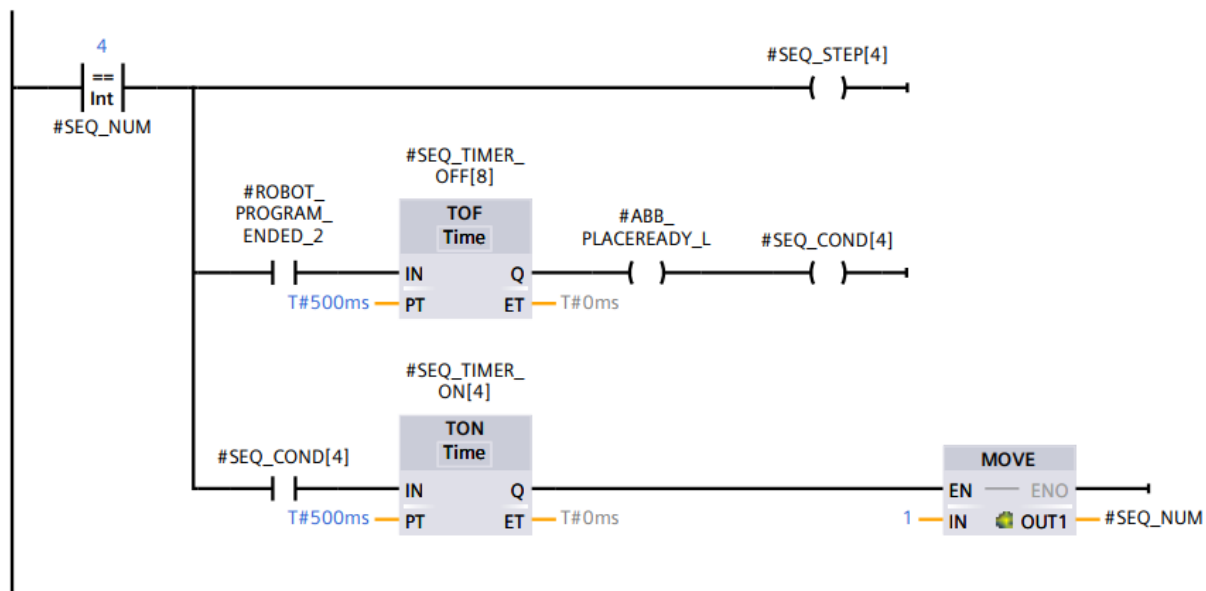 4
==
Int
#SEQ_NUM
#SEQ_STEP[4]
#SEQ_TIMER_
OFF[8]
#ROBOT_
PROGRAM_
ENDED_2
TOF
Time
#ABB_
PLACEREADY_L
#SEQ_COND[4]
IN Q
T#500ms PT ET T#0ms
#SEQ_TIMER_
ON[4]
TON
Time
#SEQ_COND[4]
IN Q
T#500ms PT ET T#0ms
MOVE
EN ENO
1 IN OUT1 #SEQ_NUM